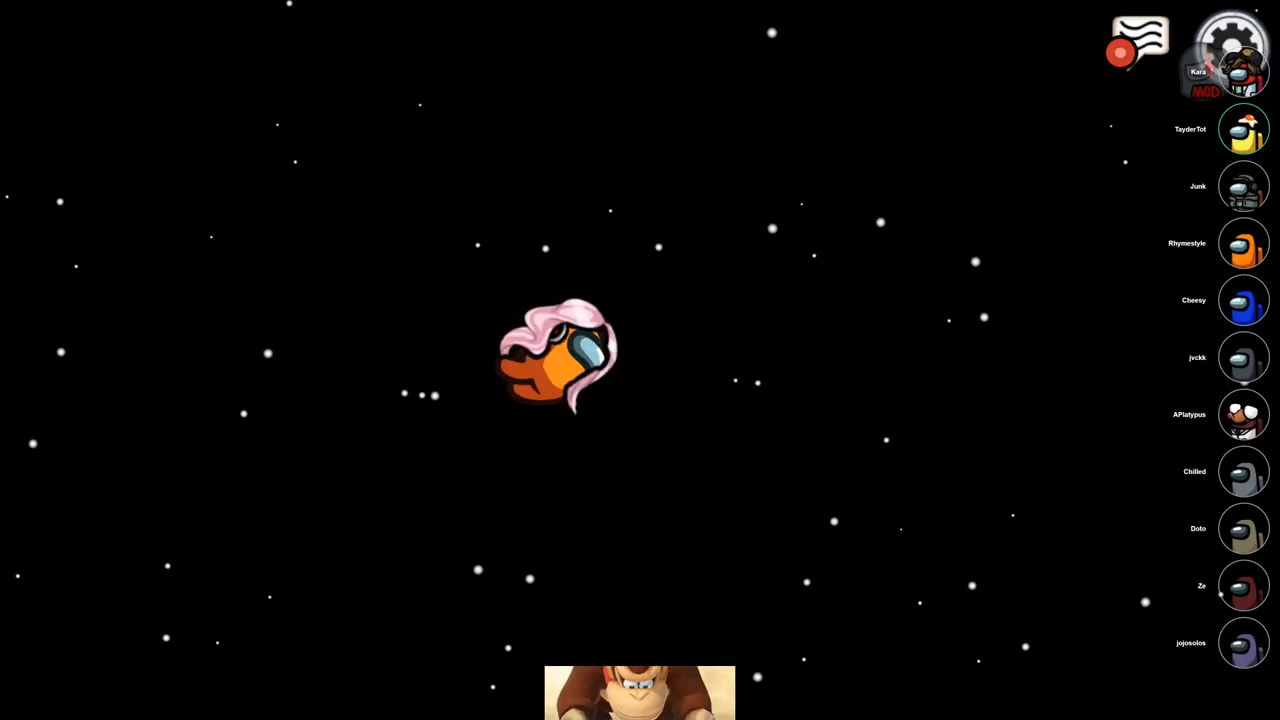 Kara
MOD
TayderTot
Junk
Rhymestyle
Cheesy
jvckk
APlatypus
Chilled
Doto
Ze
jojosolos